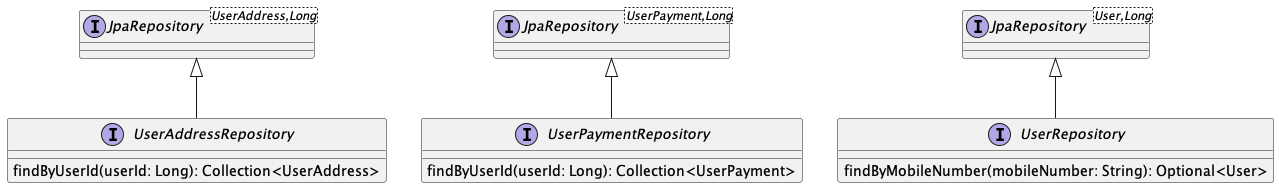 I JpaRepository UserAddress,Long
I UserAddressRepository
findByUserId(userId: Long): Collection<UserAddress>
I JpaRepository UserPayment,Long
I UserPaymentRepository
findByUserId(userId: Long): Collection<UserPayment>
I JpaRepository User,Long
I UserRepository
findByMobileNumber(mobileNumber: String): Optional<User>